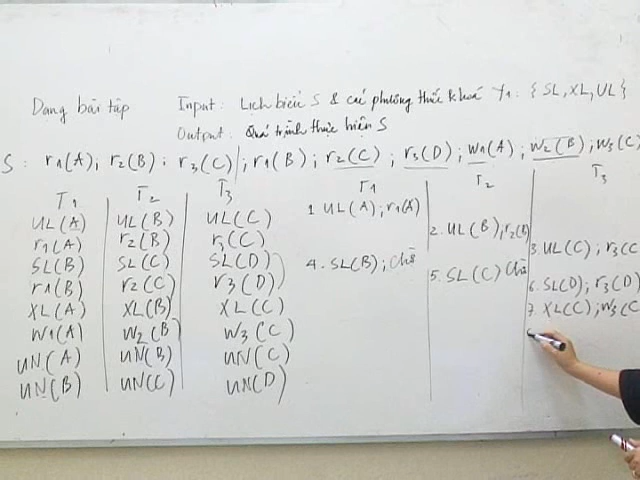 Dạng bài tập Input: Lịch biểu S & các phương thức khoá γ1: {SL, XL, UL}
Output: Quá trình thực hiện S
S: r1(A); r2(B); r3(C); r1(B); r2(C); r3(D); w1(A); w2(B); w3(C)
T1 T2 T3 T1 T2 T3
UL(A) UL(B) UL(C) 1 UL(A); r1(A)
r1(A) r2(B) r3(C) 2. UL(B); r2(B)
3. UL(C); r3(C
SL(B) SL(C) SL(D) 4. SL(B); Chờ
5. SL(C) Chờ
r1(B) r2(C) r3(D) 6. SL(D); r3(D)
XL(A) XL(B) XL(C) 7. XL(C); w3(C
w1(A) w2(B) w3(C)
UN(A) UN(B) UN(C)
UN(B) UN(C) UN(D)